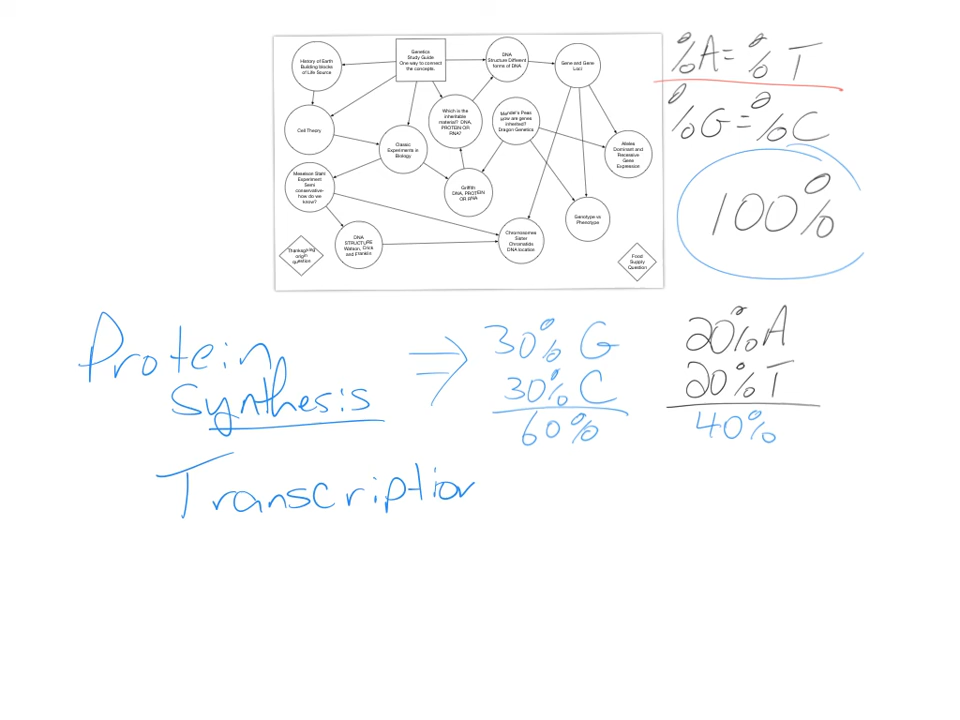 History of Earth
Building blocks
of Life Source
Genetics
Study Guide
One way to connect
the concepts.
DNA
Structure Different
forms of DNA
Gene and Gene
Loci
Cell Theory
Classic
Experiments in
Biology
Which is the
inheritable
material? DNA,
PROTEIN OR
RNA?
Mendel's Peas
How are genes
inherited?
Dragon Genetics
Alleles
Dominant and
Recessive
Gene
Expression
Meselson Stahl
Experiment
Semi
conservative-
how do we
know?
Griffith
DNA, PROTEIN
OR RNA
Genotype vs
Phenotype
DNA
STRUCTURE
Watson, Crick
and Franklin
Chromosomes
Sister
Chromatids
DNA location
Thanksgiving
origin
question
Food
Supply
Question
%A=%T
%G=%C
100%
Protein
Synthesis
⇒
30% G
30% C
60%
20% A
20% T
40%
Transcription